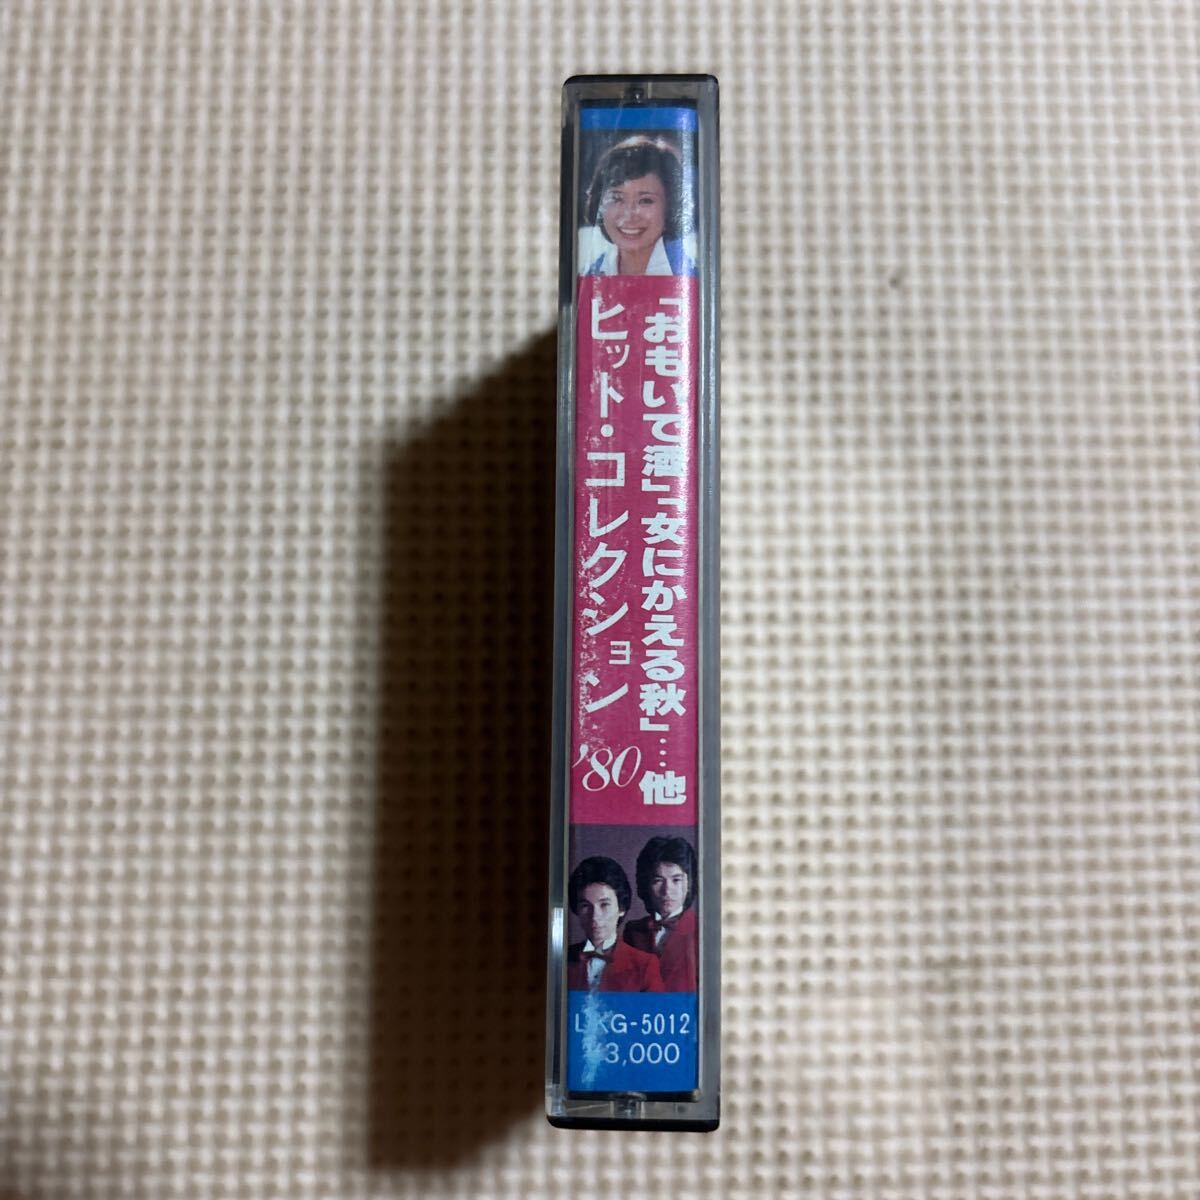 「おもいで酒」「女にかえる秋」…他
ヒット・コレクション '80
LKG-5012
¥3,000